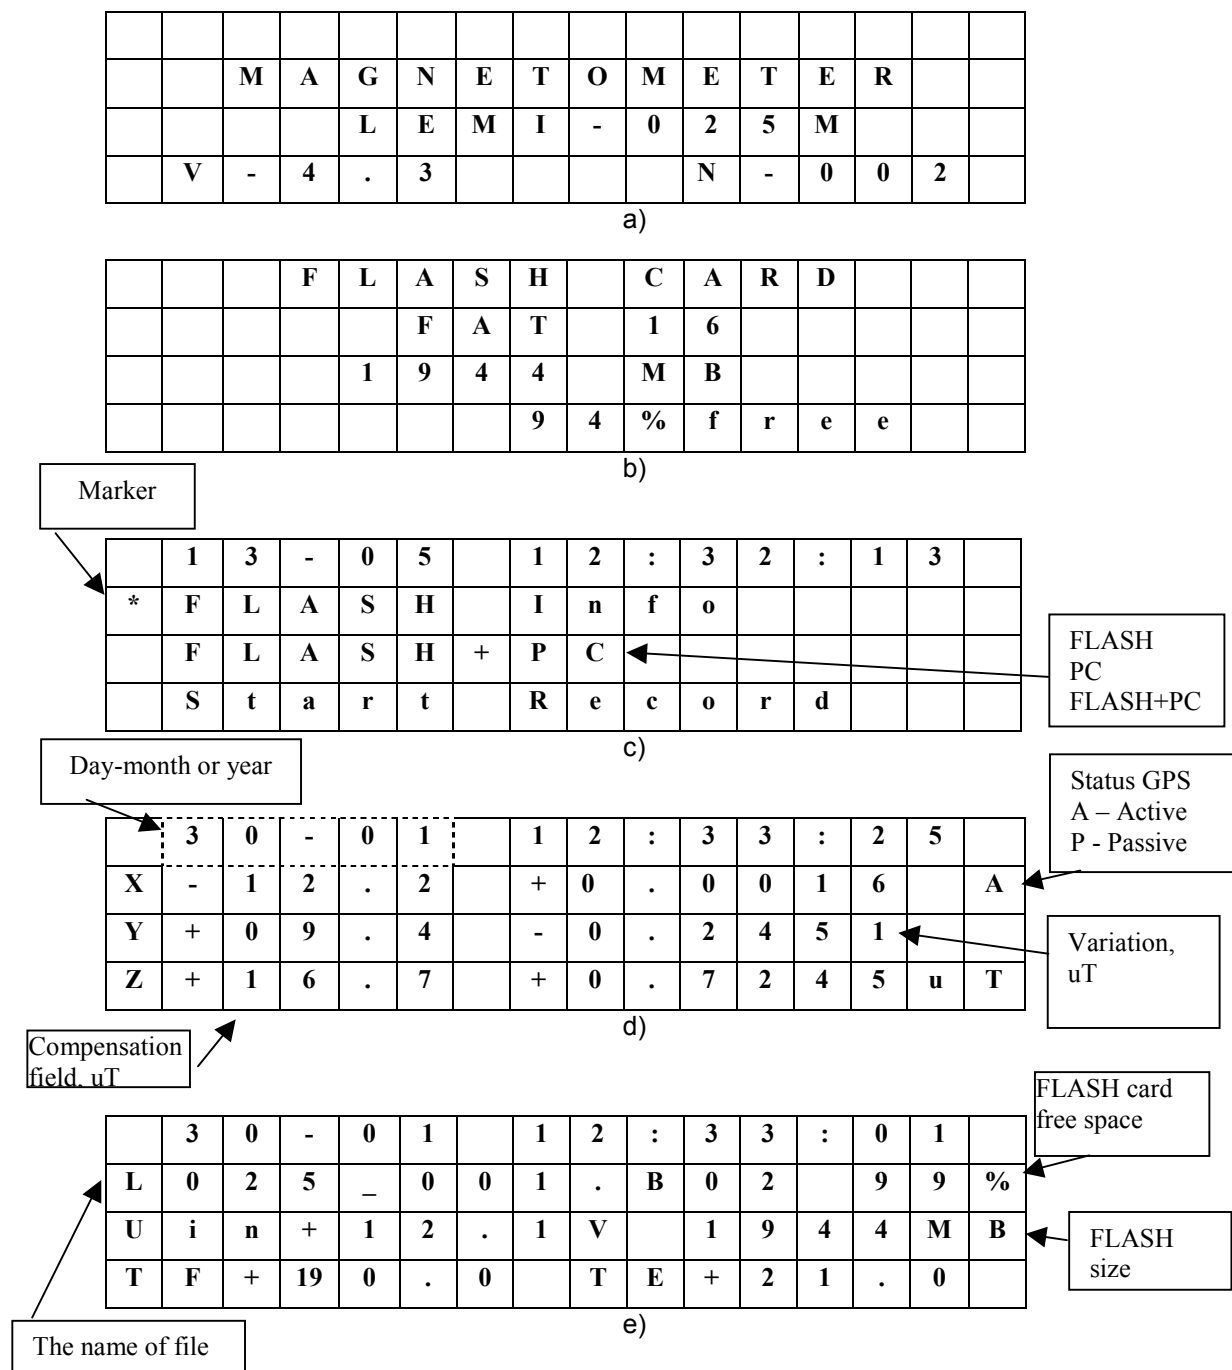 MAGNETOMETER
LEMI-025M
V-4.3 N-002
a)
FLASH CARD
FAT 16
1944 MB
94%free
b)
Marker
13-05 12:32:13
*FLASH Info
FLASH+PC
Start Record
FLASH
PC
FLASH+PC
c)
Day-month or year
Status GPS
A – Active
P - Passive
30-01 12:33:25
X-12.2 +0.0016 A
Y+09.4 -0.2451
Z+16.7 +0.7245uT
Variation,
uT
d)
Compensation
field, uT
FLASH card
free space
30-01 12:33:01
L025_001.B02 99%
Uin+12.1V 1944MB
TF+190.0 TE+21.0
FLASH
size
e)
The name of file